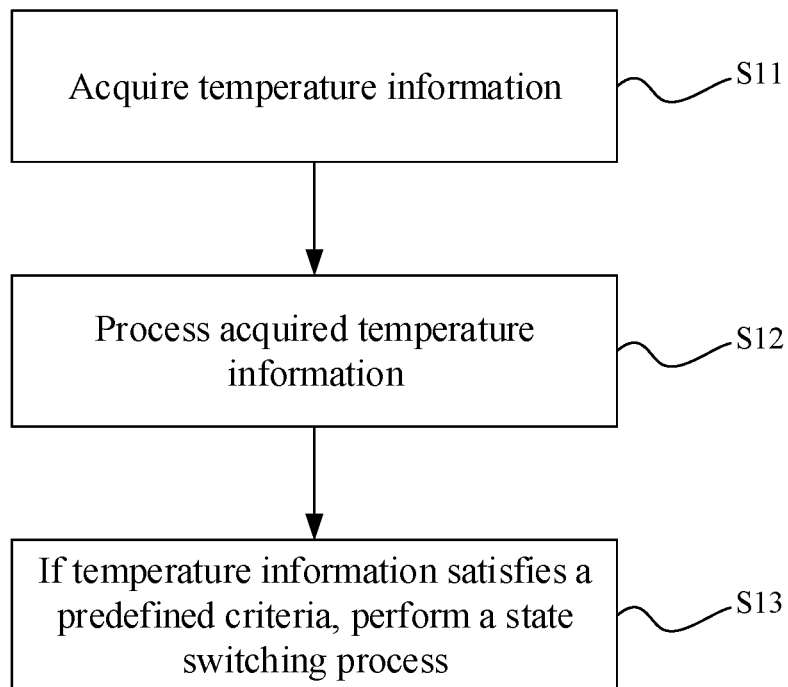 Acquire temperature information
S11
Process acquired temperature
information
S12
If temperature information satisfies a
predefined criteria, perform a state
switching process
S13